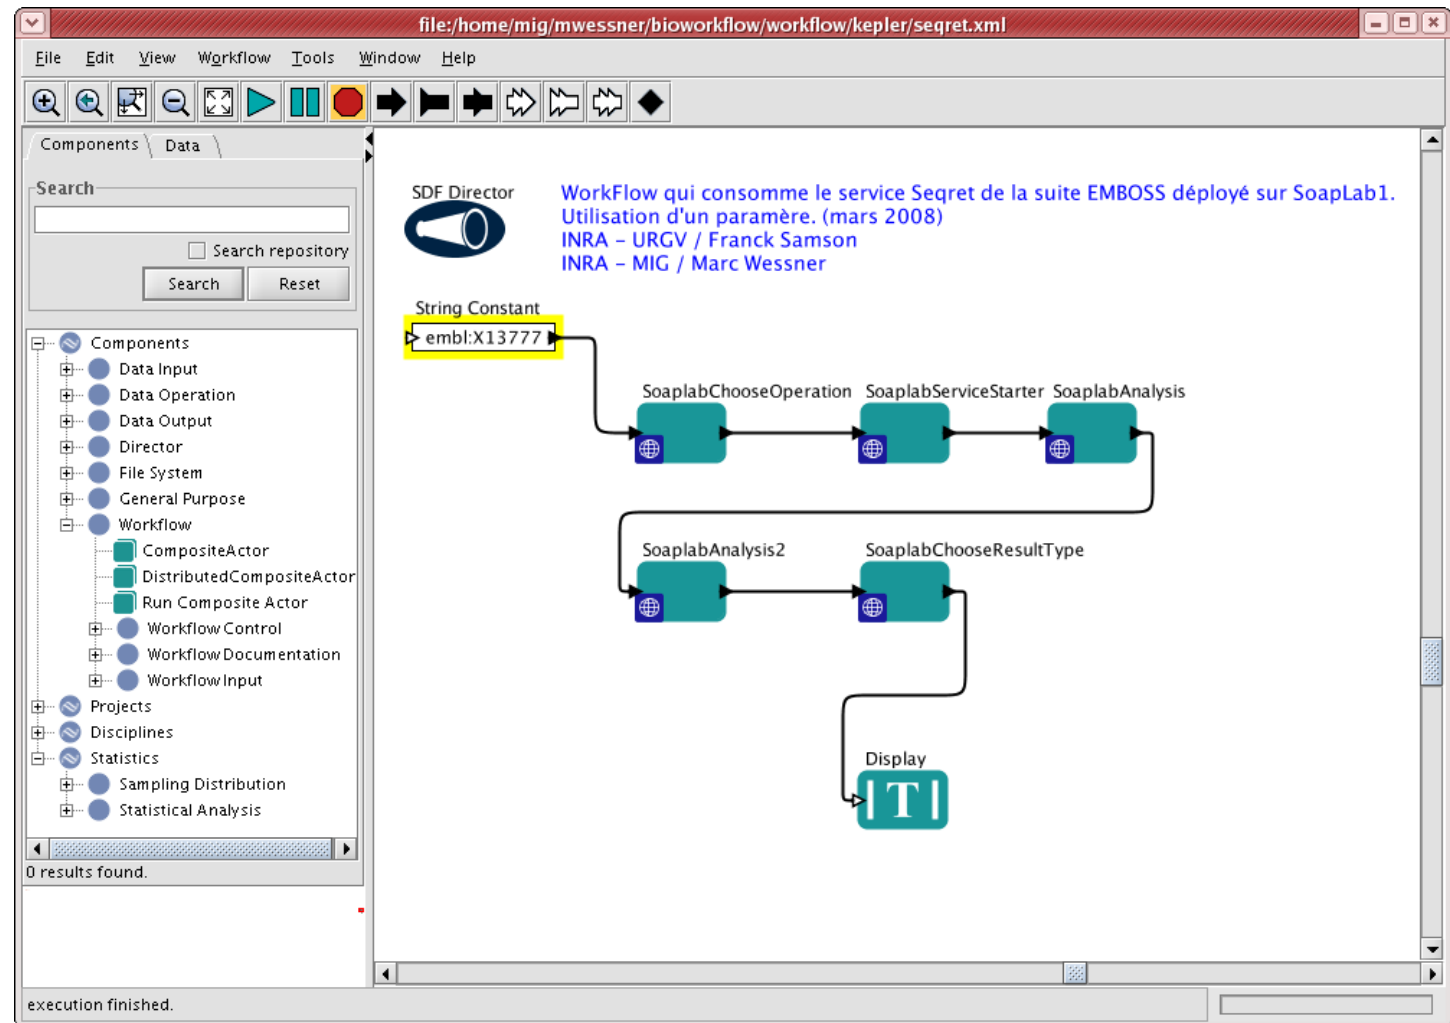 file:/home/mig/mwessner/bioworkflow/workflow/kepler/seqret.xml
File Edit View Workflow Tools Window Help
Components Data
Search
Search repository
Search Reset
Components
Data Input
Data Operation
Data Output
Director
File System
General Purpose
Workflow
CompositeActor
DistributedCompositeActor
Run Composite Actor
Workflow Control
Workflow Documentation
Workflow Input
Projects
Disciplines
Statistics
Sampling Distribution
Statistical Analysis
0 results found.
SDF Director
WorkFlow qui consomme le service Seqret de la suite EMBOSS déployé sur SoapLab1.
Utilisation d'un paramère. (mars 2008)
INRA - URGV / Franck Samson
INRA - MIG / Marc Wessner
String Constant
embl:X13777
SoaplabChooseOperation SoaplabServiceStarter SoaplabAnalysis
SoaplabAnalysis2 SoaplabChooseResultType
Display
T
execution finished.